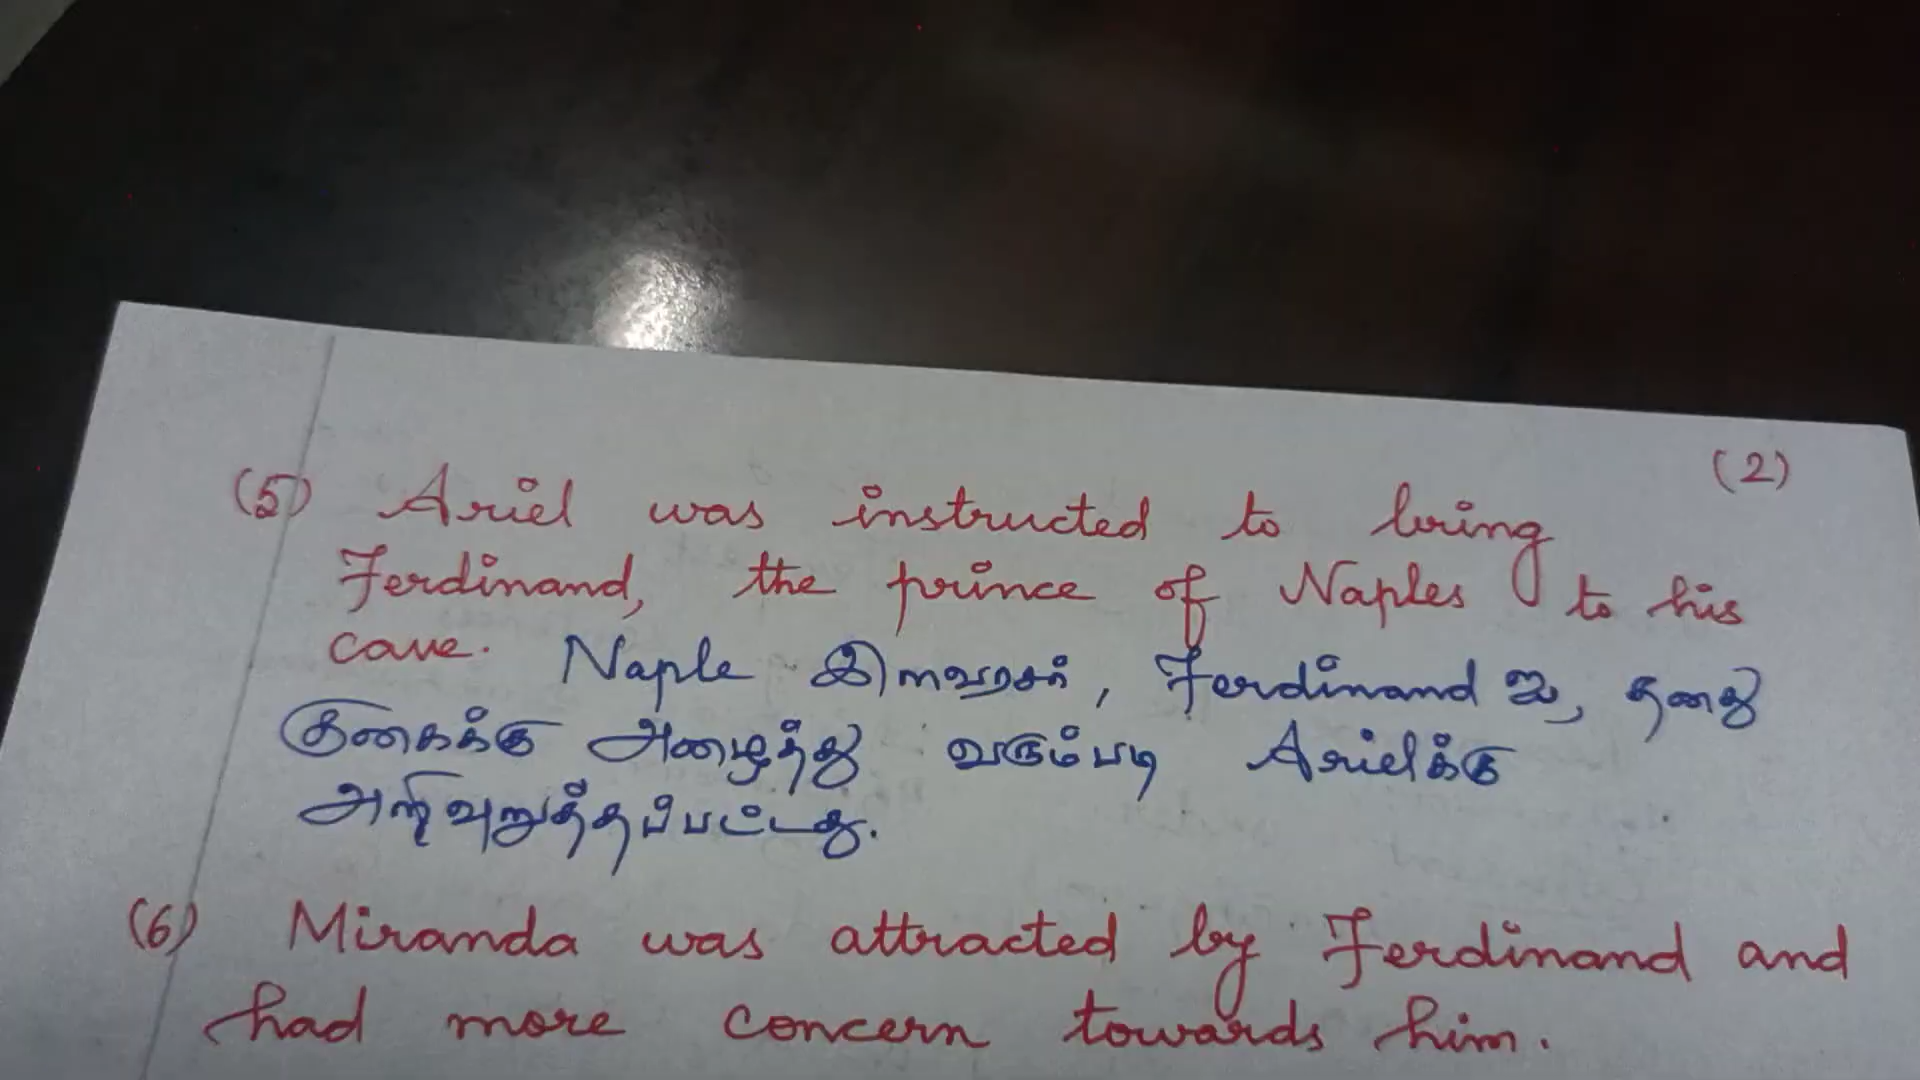 (2)
(5) Ariel was instructed to bring
Ferdinand, the prince of Naples to his
cave. Naple இளவரசர், Ferdinand ஐ, தனது
குகைக்கு அழைத்து வரும்படி Arielக்கு
அறிவுறுத்தப்பட்டது.
(6) Miranda was attracted by Ferdinand and
had more concern towards him.